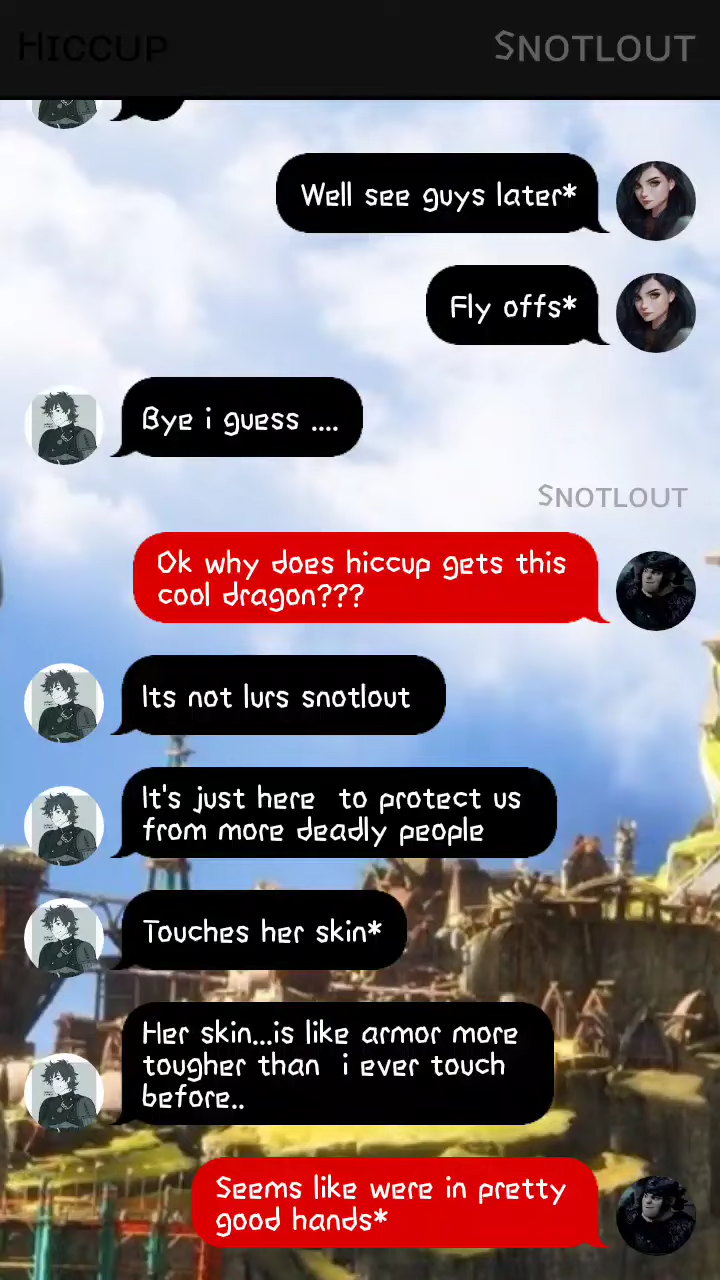 HICCUP
SNOTLOUT
Well see guys later*
Fly offs*
Bye i guess ....
SNOTLOUT
Ok why does hiccup gets this
cool dragon???
Its not lurs snotlout
It's just here  to protect us
from more deadly people
Touches her skin*
Her skin...is like armor more
tougher than  i ever touch
before..
Seems like were in pretty
good hands*